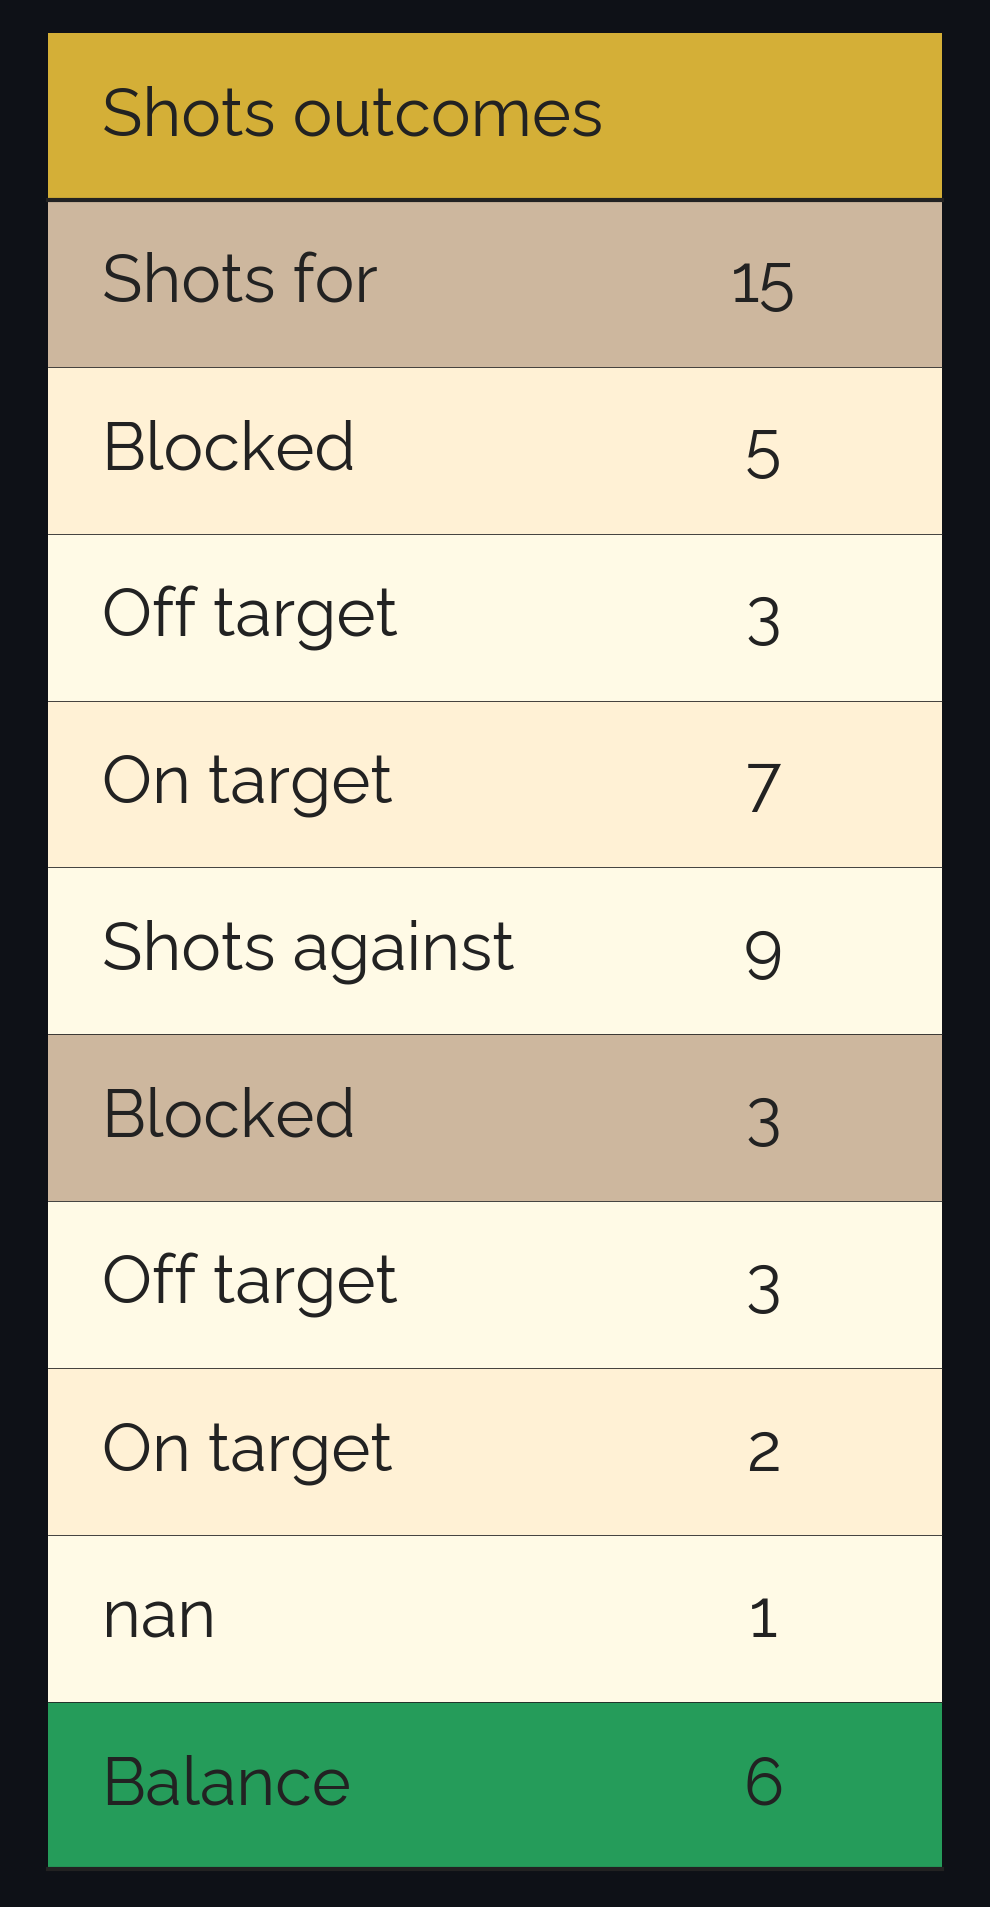 Shots outcomes
Shots for 15
Blocked 5
Off target 3
On target 7
Shots against 9
Blocked 3
Off target 3
On target 2
nan 1
Balance 6